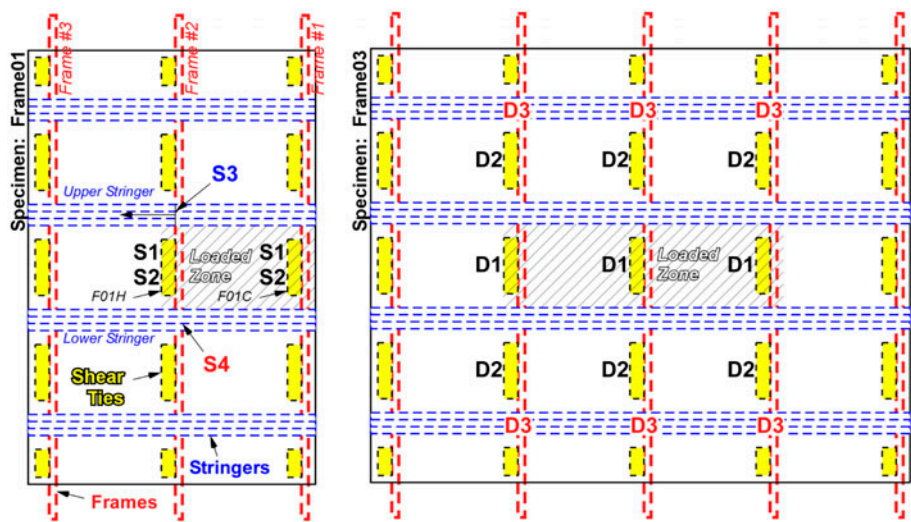 Specimen: Frame01
Frame #3
Frame #2
Frame #1
Upper Stringer
S3
S1
S2
Loaded
Zone
S1
S2
F01H
F01C
Lower Stringer
S4
Shear
Ties
Stringers
Frames
Specimen: Frame03
D3 D3 D3
D2 D2 D2
D1 D1 Loaded Zone D1
D2 D2 D2
D3 D3 D3